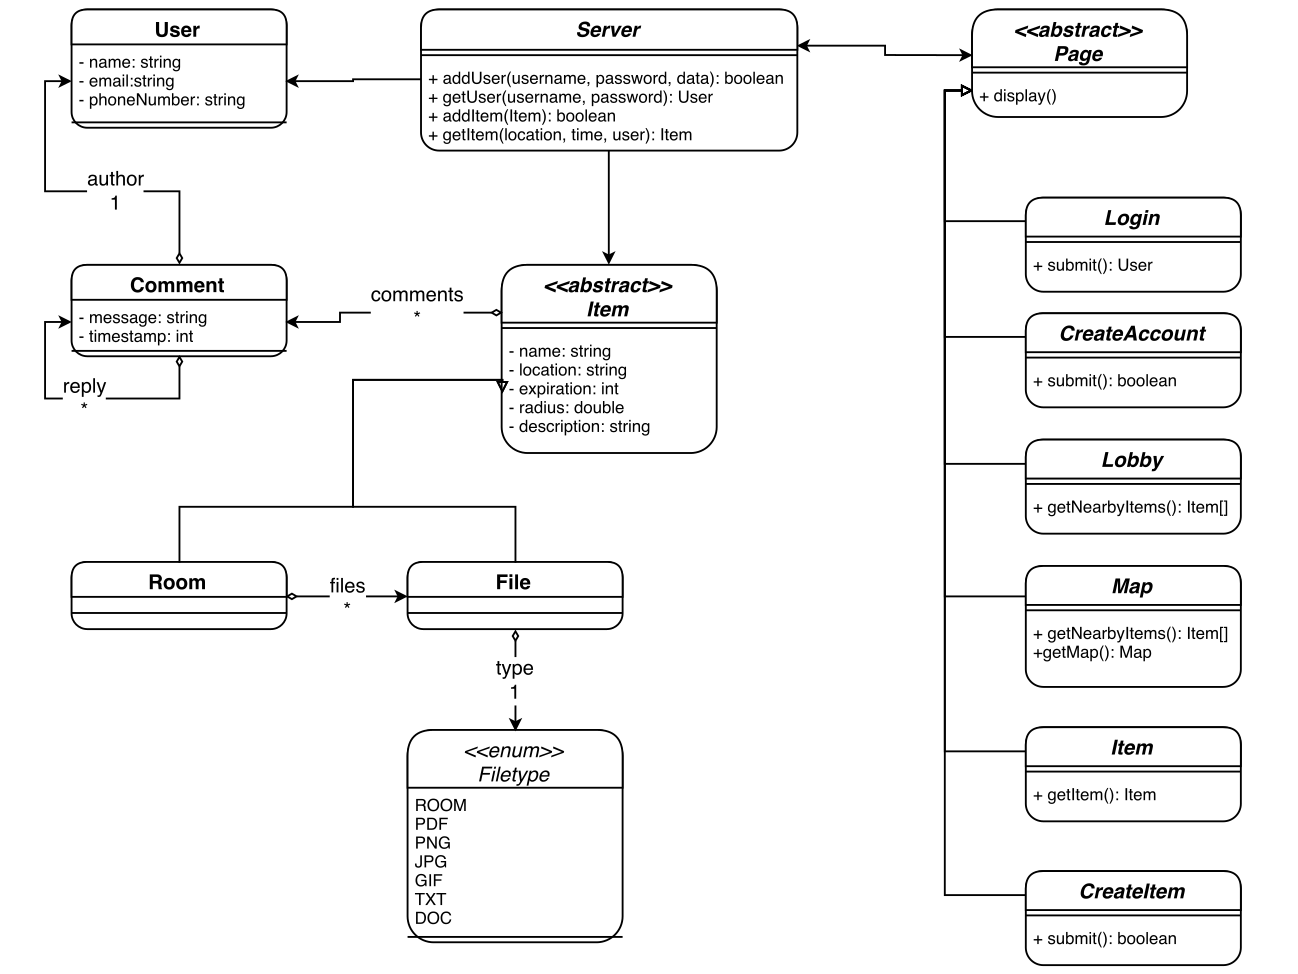 User
- name: string
- email:string
- phoneNumber: string
Server
+ addUser(username, password, data): boolean
+ getUser(username, password): User
+ addItem(Item): boolean
+ getItem(location, time, user): Item
<<abstract>>
Page
+ display()
author
1
Comment
- message: string
- timestamp: int
reply
*
comments
*
<<abstract>>
Item
- name: string
- location: string
- expiration: int
- radius: double
- description: string
Login
+ submit(): User
CreateAccount
+ submit(): boolean
Lobby
+ getNearbyItems(): Item[]
Map
+ getNearbyItems(): Item[]
+getMap(): Map
Item
+ getItem(): Item
CreateItem
+ submit(): boolean
Room
files
*
File
type
1
<<enum>>
Filetype
ROOM
PDF
PNG
JPG
GIF
TXT
DOC